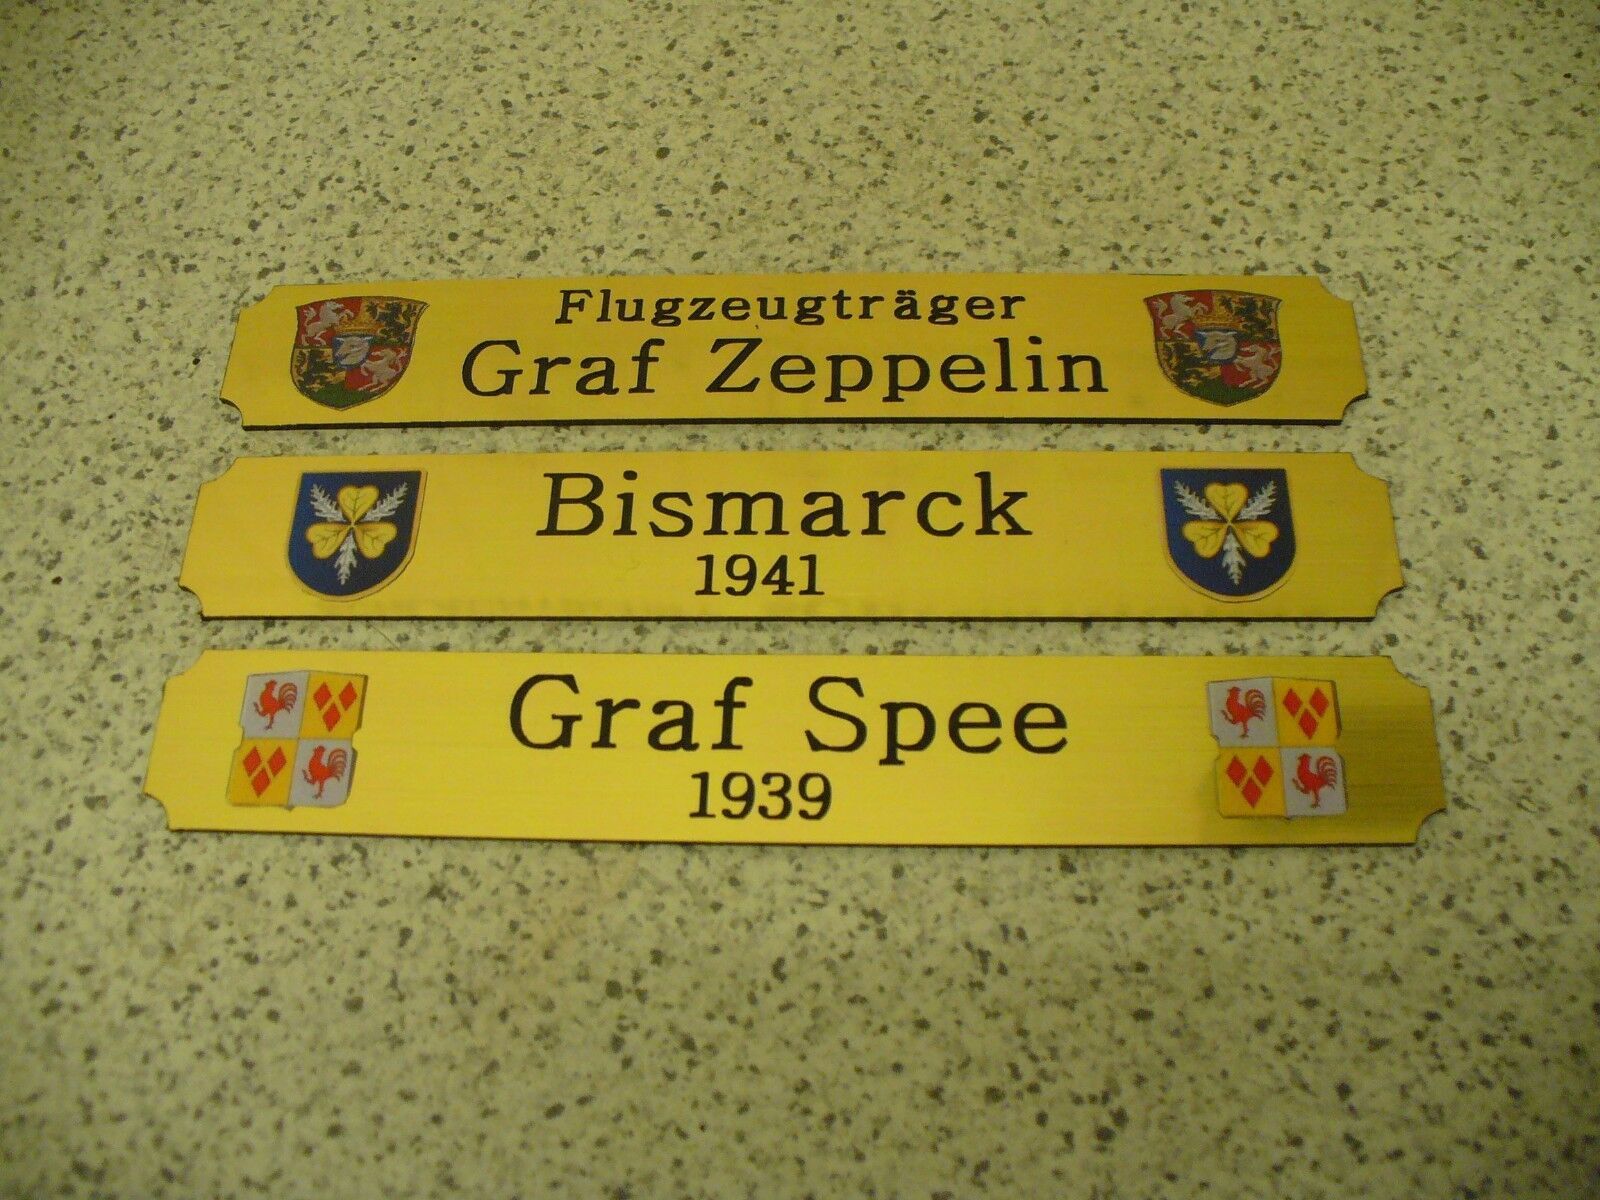 Flugzeugträger
Graf Zeppelin
Bismarck
1941
Graf Spee
1939